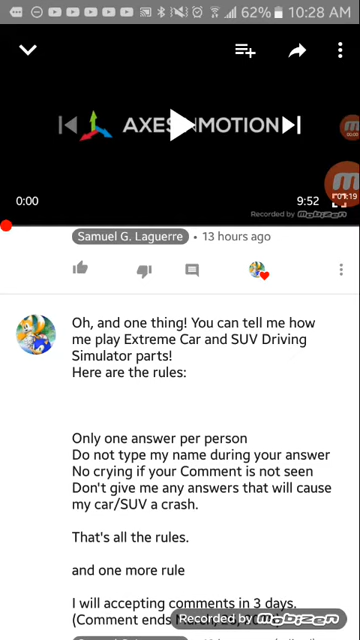 62% 10:28 AM
AXESINMOTION
0:00
9:52
09:19
Recorded by mobizen
Samuel G. Laguerre • 13 hours ago
Oh, and one thing! You can tell me how
me play Extreme Car and SUV Driving
Simulator parts!
Here are the rules:
Only one answer per person
Do not type my name during your answer
No crying if your Comment is not seen
Don't give me any answers that will cause
my car/SUV a crash.
That's all the rules.
and one more rule
I will accepting comments in 3 days.
(Comment ends
Recorded by mobizen